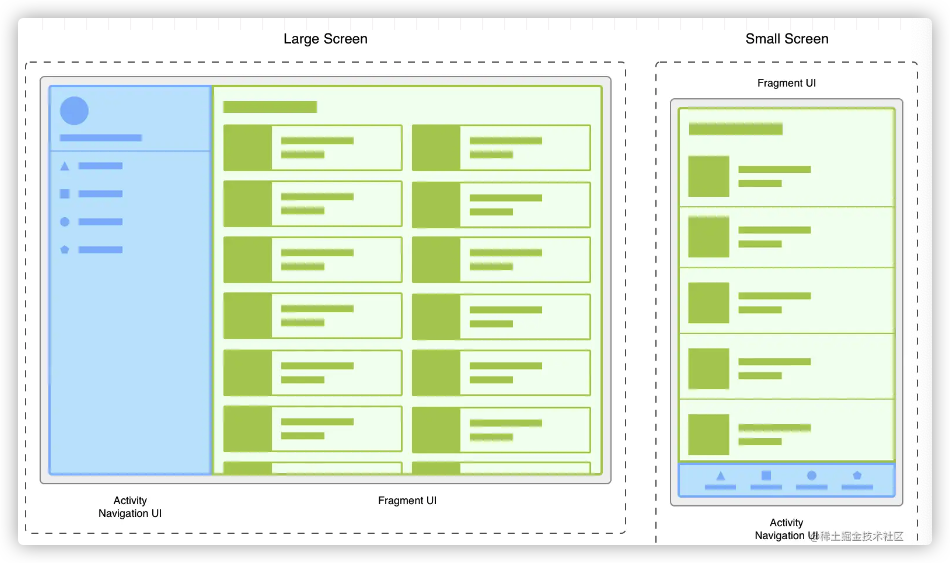 Large Screen
Small Screen
Fragment UI
Activity
Navigation UI
Fragment UI
Activity
Navigation UI
@稀土掘金技术社区